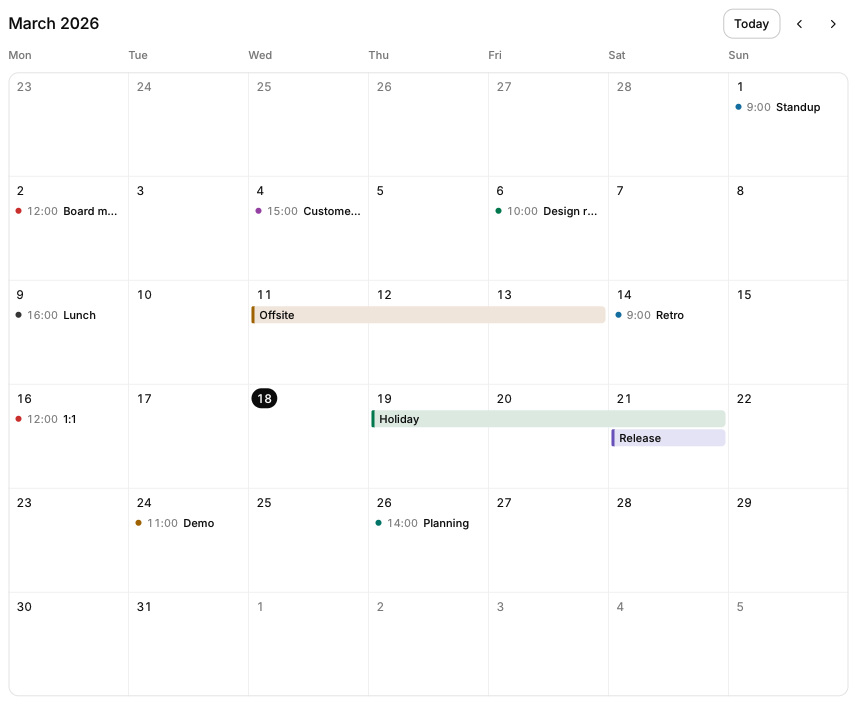 March 2026
Today
Mon Tue Wed Thu Fri Sat Sun
23 24 25 26 27 28 1
9:00 Standup
2 3 4 5 6 7 8
12:00 Board m... 15:00 Custome... 10:00 Design r...
9 10 11 12 13 14 15
16:00 Lunch Offsite 9:00 Retro
16 17 18 19 20 21 22
12:00 1:1 Holiday
Release
23 24 25 26 27 28 29
11:00 Demo 14:00 Planning
30 31 1 2 3 4 5